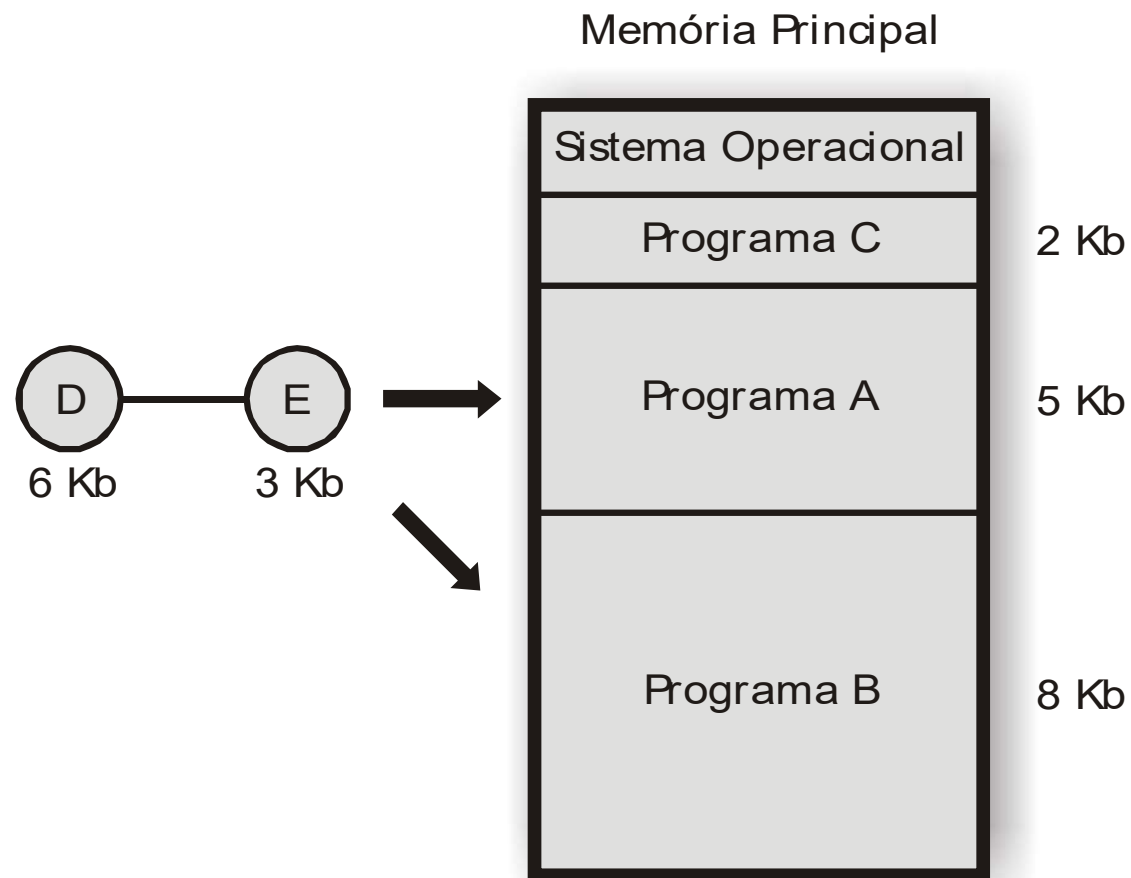 Memória Principal
Sistema Operacional
Programa C
2 Kb
D
E
6 Kb
3 Kb
Programa A
5 Kb
Programa B
8 Kb